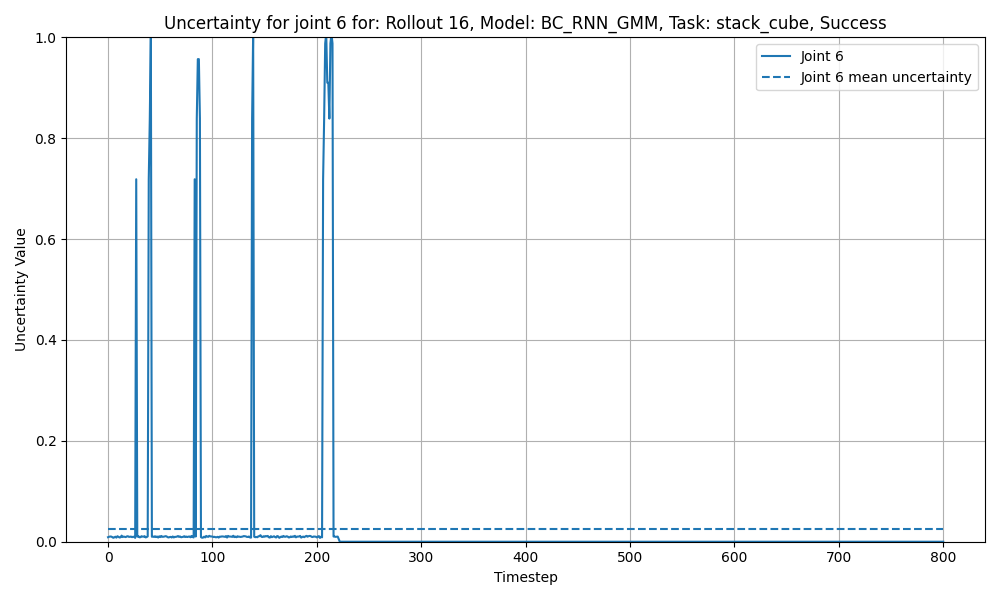 Uncertainty for joint 6 for: Rollout 16, Model: BC_RNN_GMM, Task: stack_cube, Success
Joint 6
Joint 6 mean uncertainty
Uncertainty Value
1.0
0.8
0.6
0.4
0.2
0.0
0 100 200 300 400 500 600 700 800
Timestep